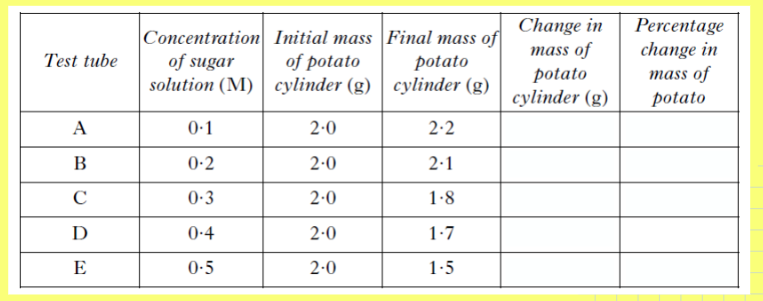 Test tube
Concentration
of sugar
solution (M)
Initial mass
of potato
cylinder (g)
Final mass of
potato
cylinder (g)
Change in
mass of
potato
cylinder (g)
Percentage
change in
mass of
potato
A 0·1 2·0 2·2
B 0·2 2·0 2·1
C 0·3 2·0 1·8
D 0·4 2·0 1·7
E 0·5 2·0 1·5